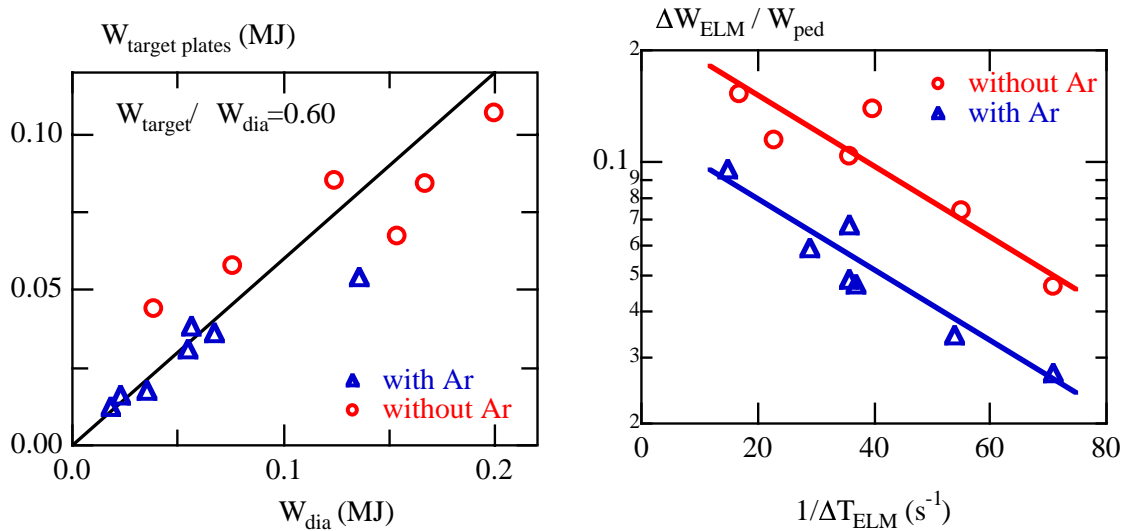 W_target plates (MJ)
W_target/ W_dia=0.60
0.10
0.05
0.00
with Ar
without Ar
0.0
0.1
0.2
W_dia (MJ)
ΔW_ELM / W_ped
2
without Ar
with Ar
0.1
9
8
7
6
5
4
3
2
0
20
40
60
80
1/ΔT_ELM (s⁻¹)